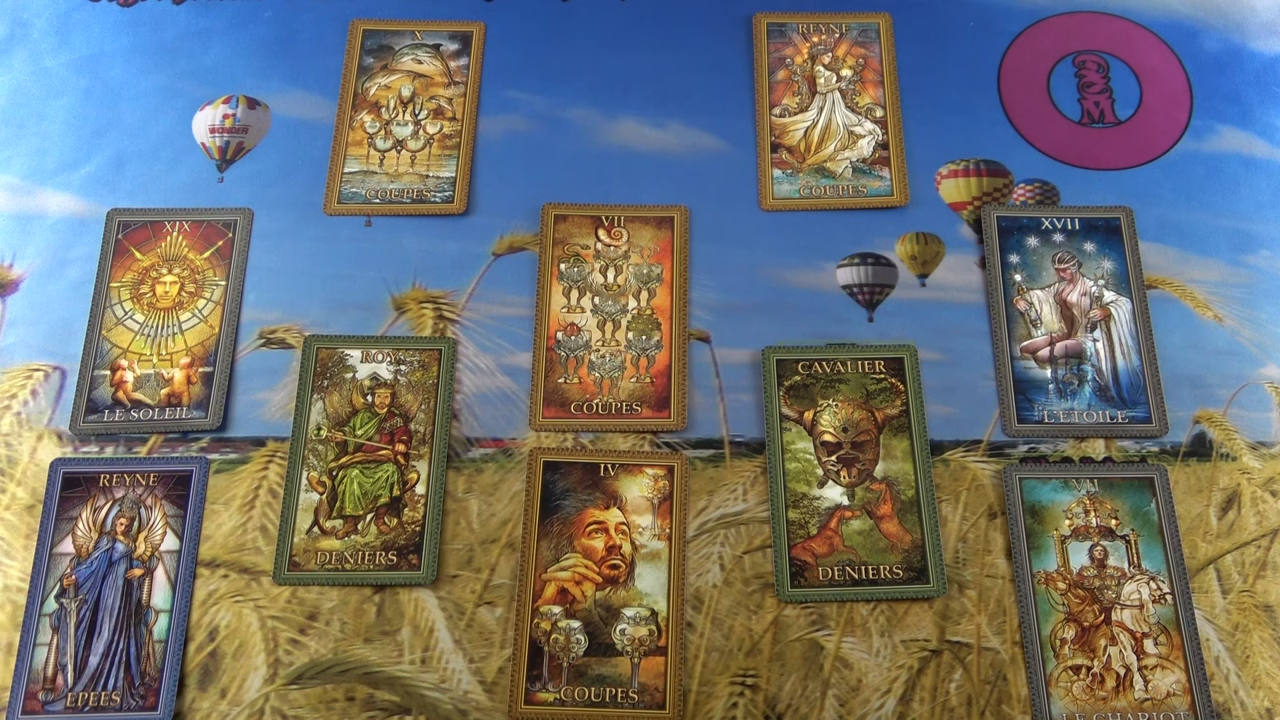 X
COUPES
REYNE
COUPES
WONDER
XIX
LE SOLEIL
VII
COUPES
XVII
L'ETOILE
ROY
DENIERS
CAVALIER
DENIERS
REYNE
EPEES
IV
COUPES
VII
LE CHARIOT